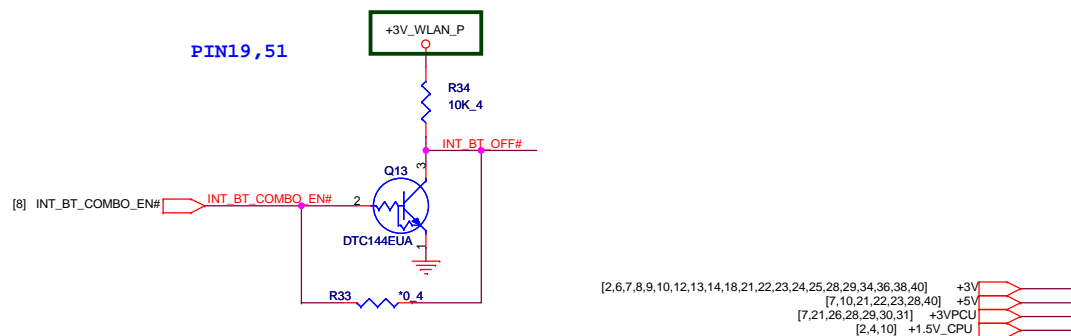 +3V_WLAN_P
PIN19,51
R34
10K_4
INT_BT_OFF#
3
Q13
[8] INT_BT_COMBO_EN#
INT_BT_COMBO_EN#
2
DTC144EUA
1
R33
*0_4
[2,6,7,8,9,10,12,13,14,18,21,22,23,24,25,28,29,34,36,38,40] +3V
[7,10,21,22,23,28,40] +5V
[7,21,26,28,29,30,31] +3VPCU
[2,4,10] +1.5V_CPU